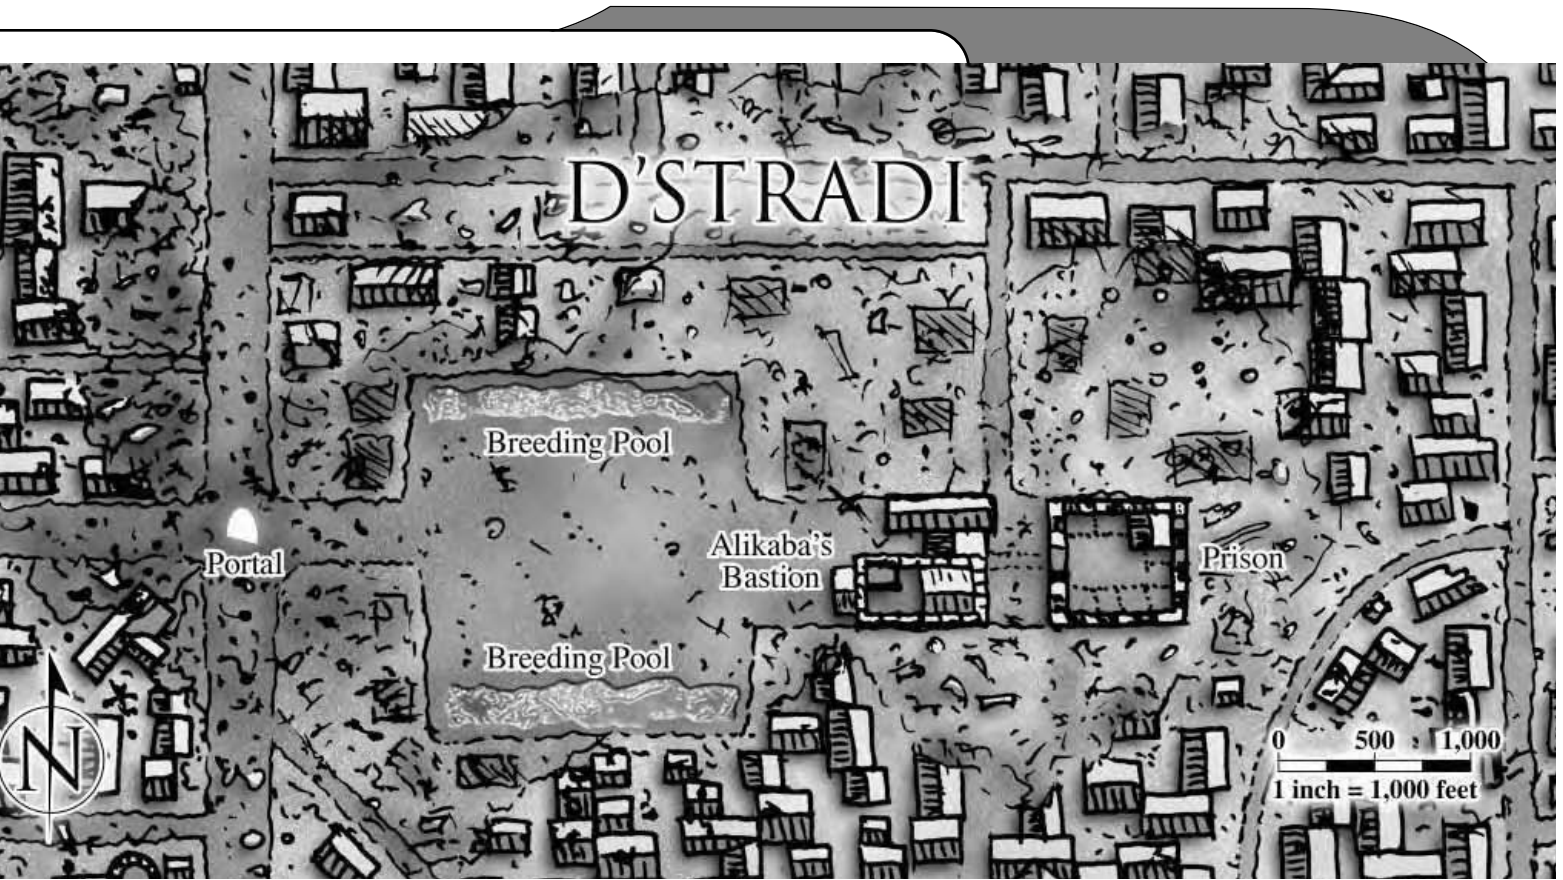 D'STRADI
Breeding Pool
Alikaba's
Bastion
Prison
Portal
Breeding Pool
N
0 500 1,000
1 inch = 1,000 feet